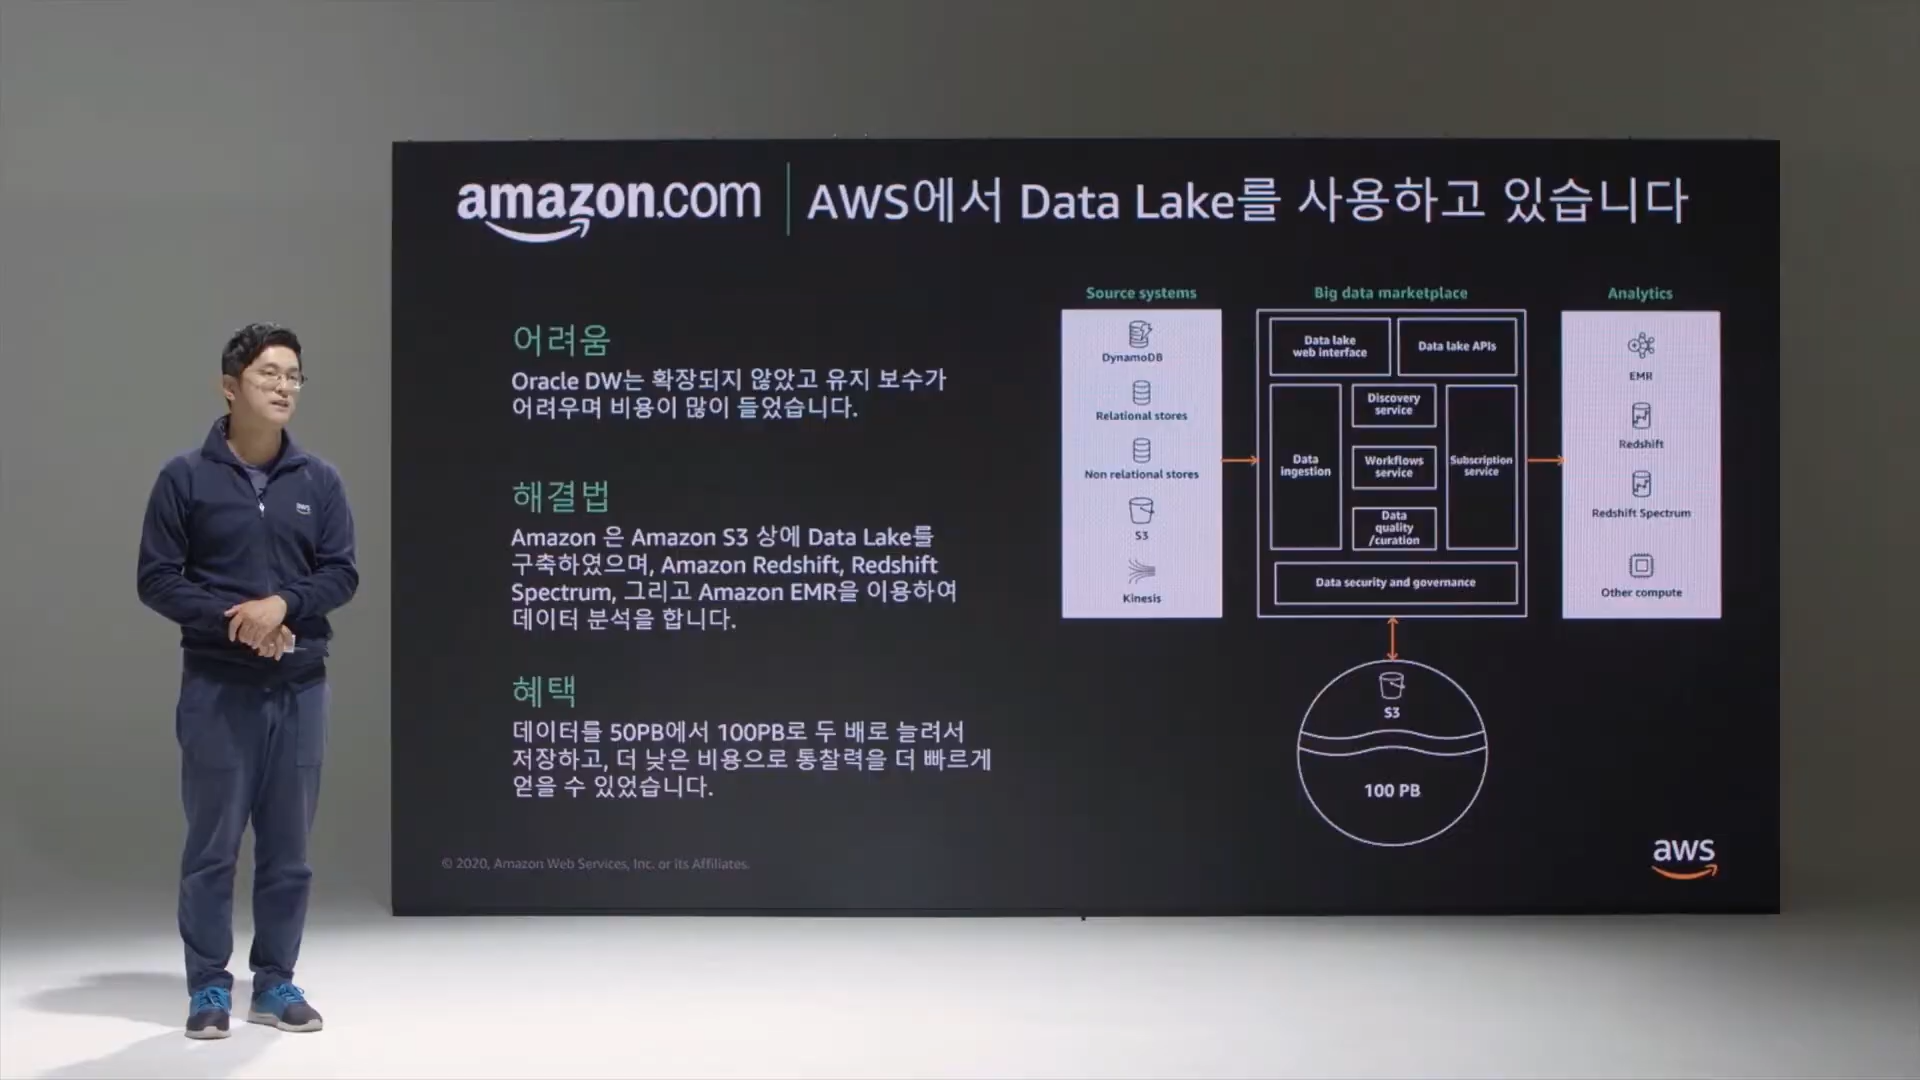 amazon.com
AWS에서 Data Lake를 사용하고 있습니다
어려움
Oracle DW는 확장되지 않았고 유지 보수가
어려우며 비용이 많이 들었습니다.
해결법
Amazon 은 Amazon S3 상에 Data Lake를
구축하였으며, Amazon Redshift, Redshift
Spectrum, 그리고 Amazon EMR을 이용하여
데이터 분석을 합니다.
혜택
데이터를 50PB에서 100PB로 두 배로 늘려서
저장하고, 더 낮은 비용으로 통찰력을 더 빠르게
얻을 수 있었습니다.
Source systems
DynamoDB
Relational stores
Non relational stores
S3
Kinesis
Big data marketplace
Data lake
web interface
Data lake APIs
Data
ingestion
Discovery
service
Workflows
service
Data
quality
/curation
Subscription
service
Data security and governance
S3
100 PB
Analytics
EMR
Redshift
Redshift Spectrum
Other compute
© 2020, Amazon Web Services, Inc. or its Affiliates.
aws
aws